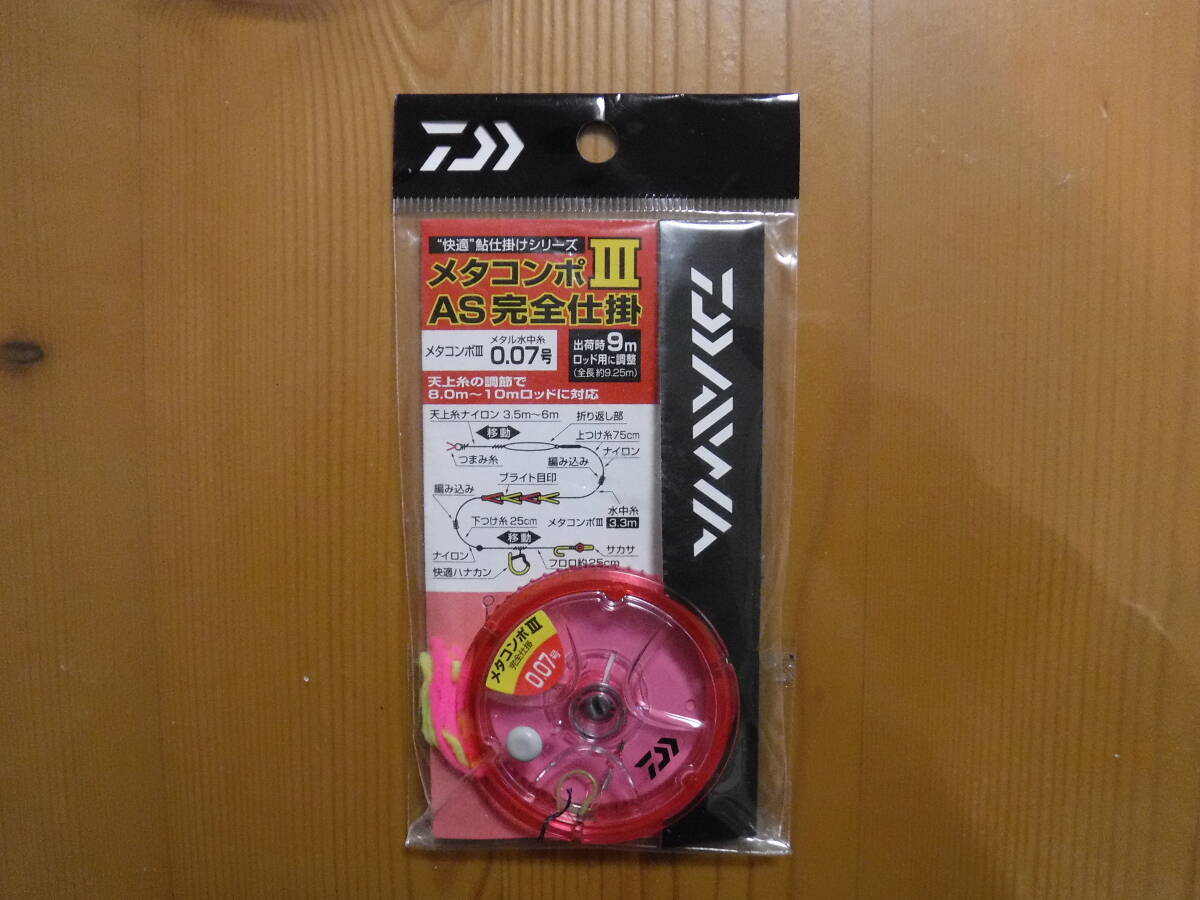 "快適"鮎仕掛けシリーズ
メタコンポⅢ
AS完全仕掛
メタコンポⅢ
メタル水中糸
0.07号
出荷時9m
ロッド用に調整
(全長約9.25m)
天上糸の調節で
8.0m〜10mロッドに対応
天上糸ナイロン 3.5m〜6m
折り返し部
移動
上つけ糸75cm
つまみ糸
ナイロン
編み込み
ブライト目印
編み込み
水中糸
下つけ糸 25cm
メタコンポⅢ 3.3m
移動
ナイロン
サカサ
快適ハナカン
フロロ約25cm
DAIWA
メタコンポⅢ
完全仕掛
0.07号